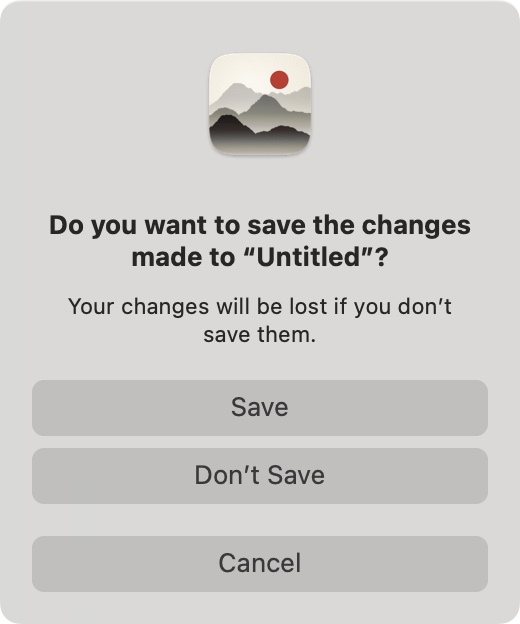 Do you want to save the changes
made to “Untitled”?
Your changes will be lost if you don’t
save them.
Save
Don’t Save
Cancel